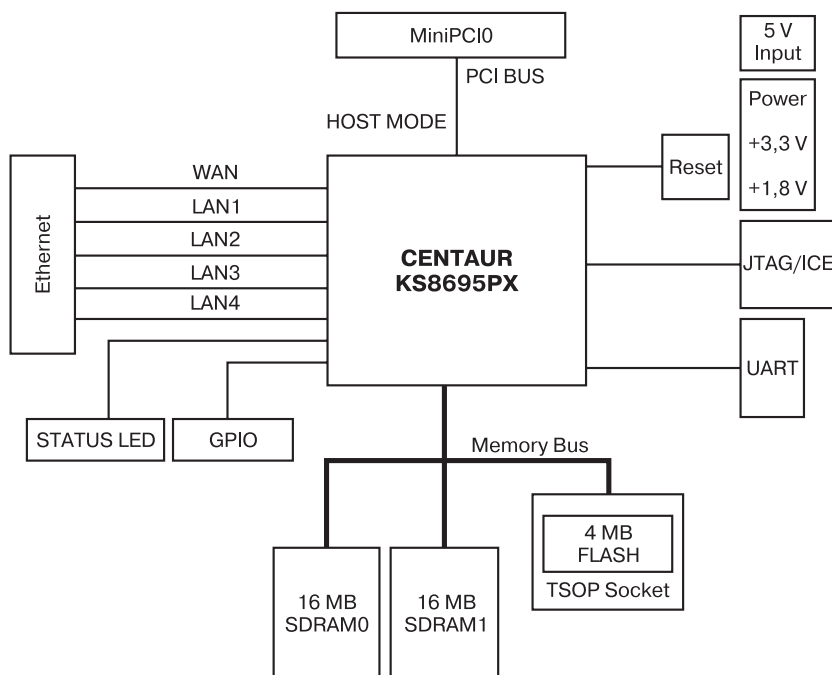 MiniPCI0
5 V
Input
PCI BUS
HOST MODE
Power
+3,3 V
+1,8 V
Reset
WAN
LAN1
LAN2
LAN3
LAN4
Ethernet
CENTAUR
KS8695PX
JTAG/ICE
UART
STATUS LED
GPIO
Memory Bus
4 MB
FLASH
TSOP Socket
16 MB
SDRAM0
16 MB
SDRAM1